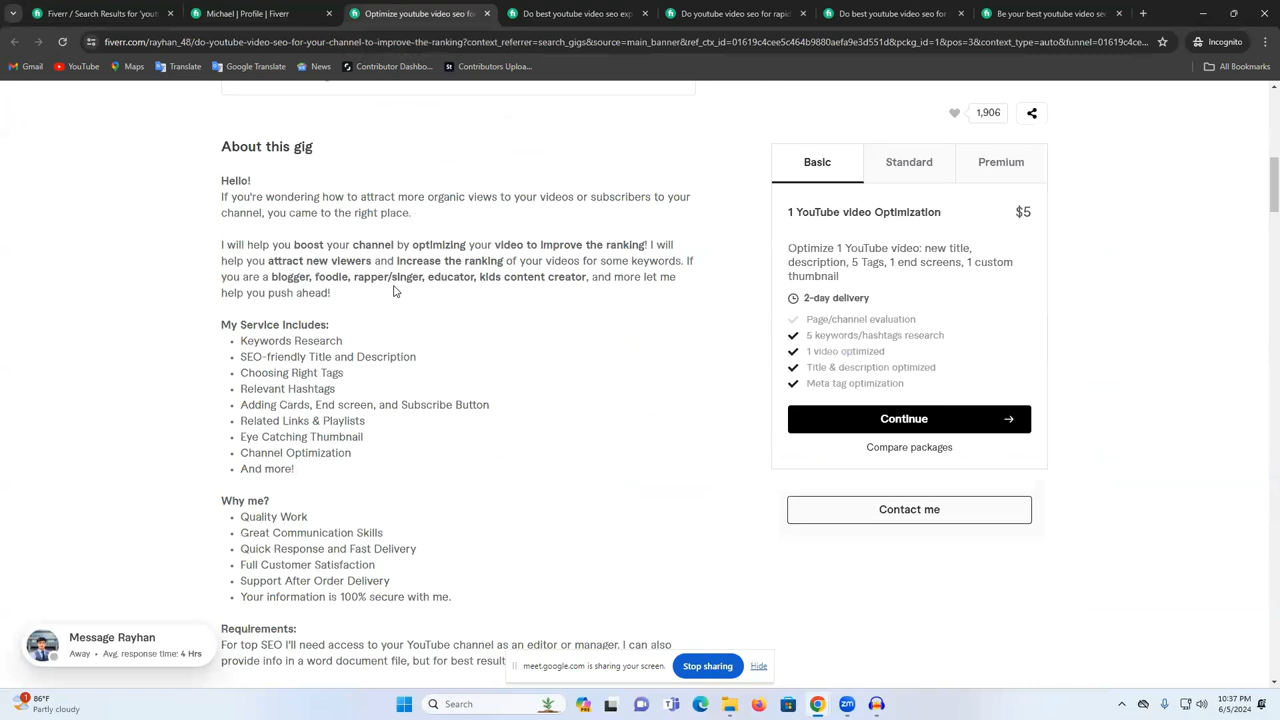 Fiverr / Search Results for 'yout
Michael | Profile | Fiverr
Optimize youtube seo for
Do best youtube seo exp
Do youtube video seo for rapid
Do best youtube seo for
Be your best youtube video se
fiverr.com/rayhan_48/do-youtube-video-seo-for-your-channel-to-improve-the-ranking?context_referrer=search_gigs&source=main_banner&ref_ctx_id=01619c4cee5c464b9880aefa9e3d551d&pckg_id=1&pos=3&context_type=auto&funnel=01619c4ce...
Incognito
Gmail
YouTube
Maps
Translate
Google Translate
News
Contributor Dashbo...
Contributors Uploa...
All Bookmarks
1,906
About this gig
Hello!
If you're wondering how to attract more organic views to your videos or subscribers to your
channel, you came to the right place.
I will help you boost your channel by optimizing your video to improve the ranking! I will
help you attract new viewers and increase the ranking of your videos for some keywords. If
you are a blogger, foodie, rapper/singer, educator, kids content creator, and more let me
help you push ahead!
My Service Includes:
• Keywords Research
• SEO-friendly Title and Description
• Choosing Right Tags
• Relevant Hashtags
• Adding Cards, End screen, and Subscribe Button
• Related Links & Playlists
• Eye Catching Thumbnail
• Channel Optimization
• And more!
Why me?
• Quality Work
• Great Communication Skills
• Quick Response and Fast Delivery
• Full Customer Satisfaction
• Support After Order Delivery
• Your information is 100% secure with me.
Requirements:
For top SEO I'll need access to your YouTube channel as an editor or manager. I can also
provide info in a word document file, but for best result
Basic
Standard
Premium
1 YouTube video Optimization
$5
Optimize 1 YouTube video: new title,
description, 5 Tags, 1 end screens, 1 custom
thumbnail
2-day delivery
Page/channel evaluation
5 keywords/hashtags research
1 video optimized
Title & description optimized
Meta tag optimization
Continue
Compare packages
Contact me
Message Rayhan
Away • Avg. response time: 4 Hrs
meet.google.com is sharing your screen.
Stop sharing
Hide
1
86°F
Partly cloudy
Search
10:37 PM
6/5/2024